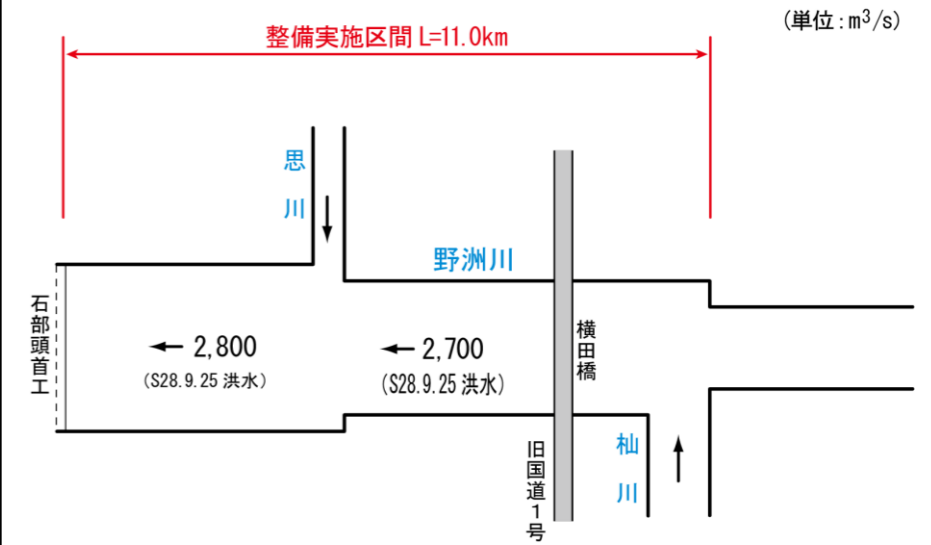 (単位:m³/s)
整備実施区間 L=11.0km
思川
野洲川
石部頭首工
← 2,800
(S28.9.25 洪水)
← 2,700
(S28.9.25 洪水)
横田橋
旧国道1号
杣川